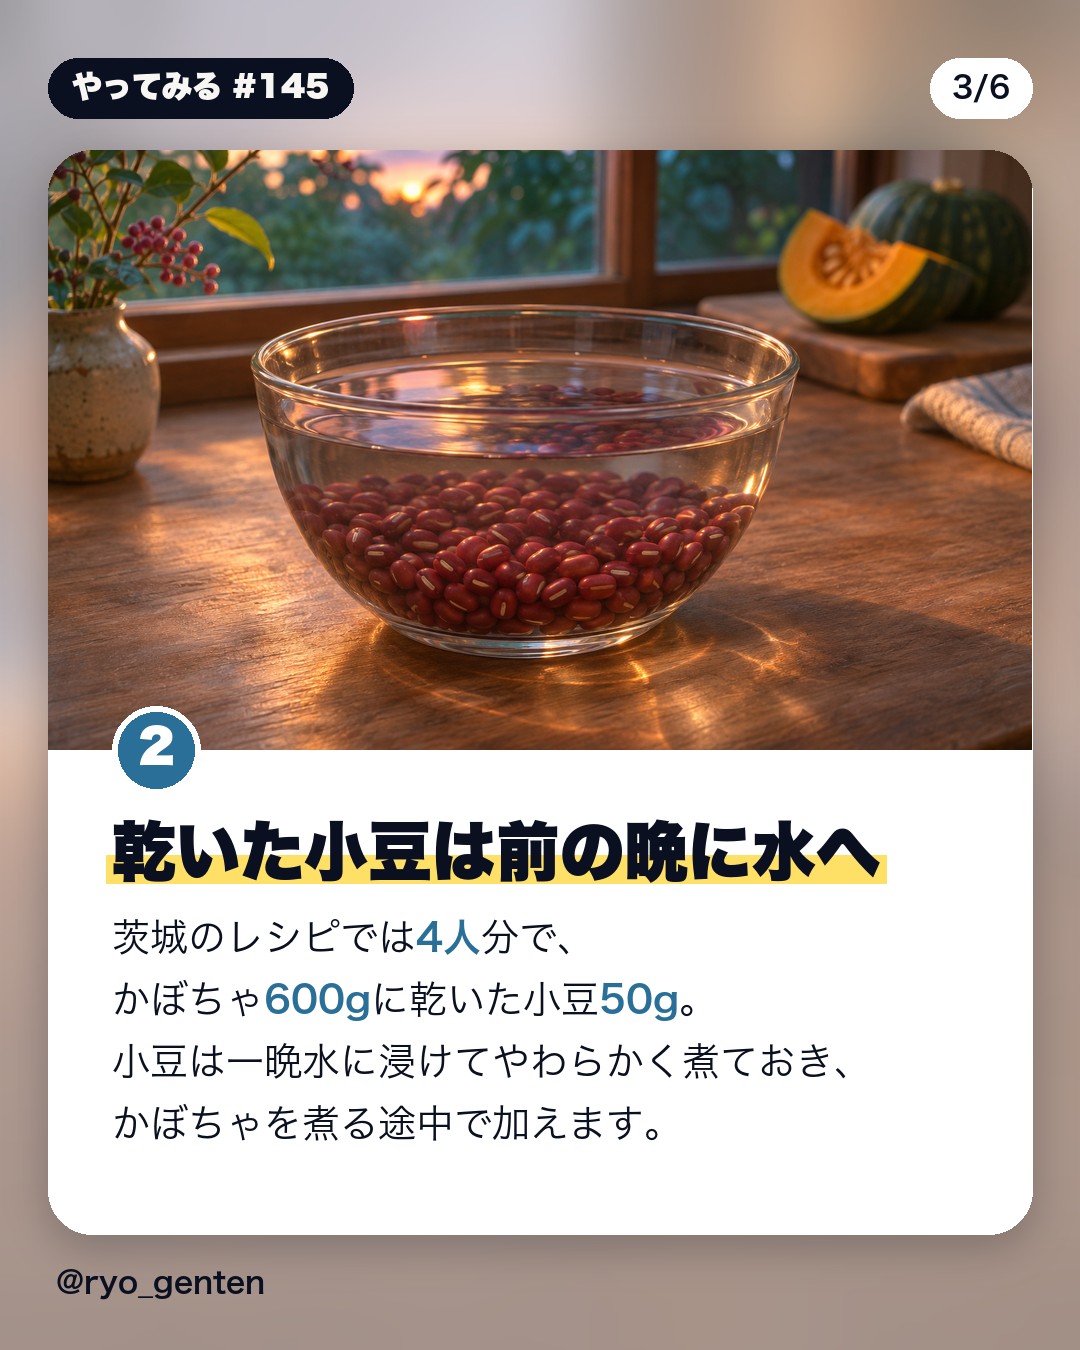 やってみる #145
3/6
2
乾いた小豆は前の晩に水へ
茨城のレシピでは4人分で、
かぼちゃ600gに乾いた小豆50g。
小豆は一晩水に浸けてやわらかく煮ておき、
かぼちゃを煮る途中で加えます。
@ryo_genten